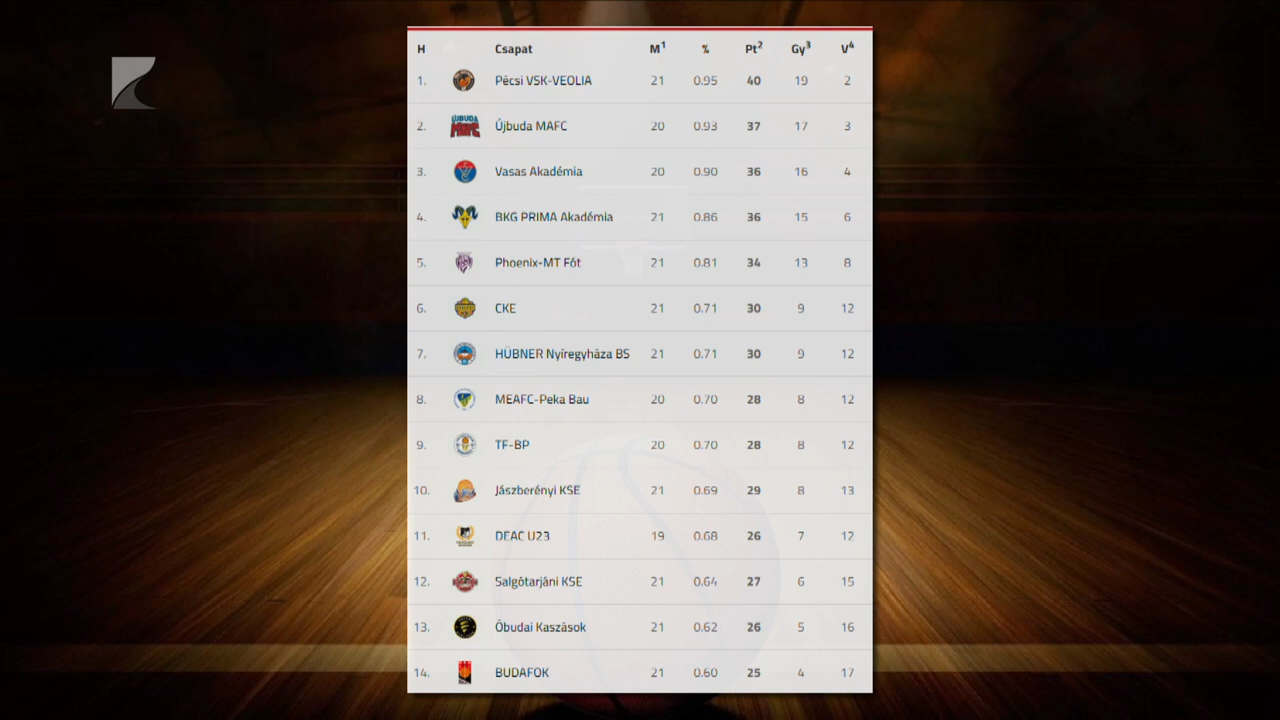 H Csapat M¹ % Pt² Gy³ V⁴
1. Pécsi VSK-VEOLIA 21 0.95 40 19 2
2. ÚJBUDA MAFC Újbuda MAFC 20 0.93 37 17 3
3. Vasas Akadémia 20 0.90 36 16 4
4. BKG PRIMA Akadémia 21 0.86 36 15 6
5. Phoenix-MT Fót 21 0.81 34 13 8
6. CKE 21 0.71 30 9 12
7. HÜBNER Nyíregyháza BS 21 0.71 30 9 12
8. MEAFC-Peka Bau 20 0.70 28 8 12
9. TF-BP 20 0.70 28 8 12
10. Jászberényi KSE 21 0.69 29 8 13
11. DEAC U23 19 0.68 26 7 12
12. Salgótarjáni KSE 21 0.64 27 6 15
13. Óbudai Kaszások 21 0.62 26 5 16
14. BUDAFOK 21 0.60 25 4 17